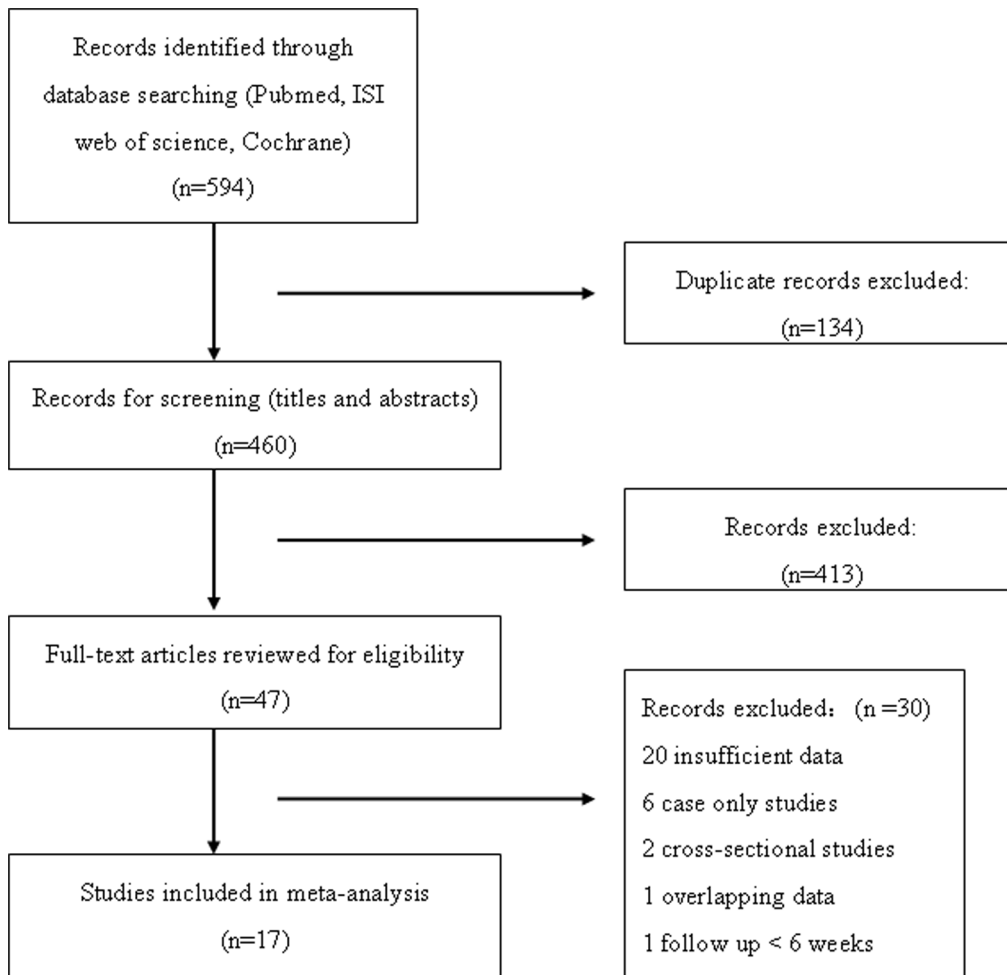 Records identified through
database searching (Pubmed, ISI
web of science, Cochrane)
(n=594)
Duplicate records excluded:
(n=134)
Records for screening (titles and abstracts)
(n=460)
Records excluded:
(n=413)
Full-text articles reviewed for eligibility
(n=47)
Records excluded： (n =30)
20 insufficient data
6 case only studies
2 cross-sectional studies
1 overlapping data
1 follow up < 6 weeks
Studies included in meta-analysis
(n=17)